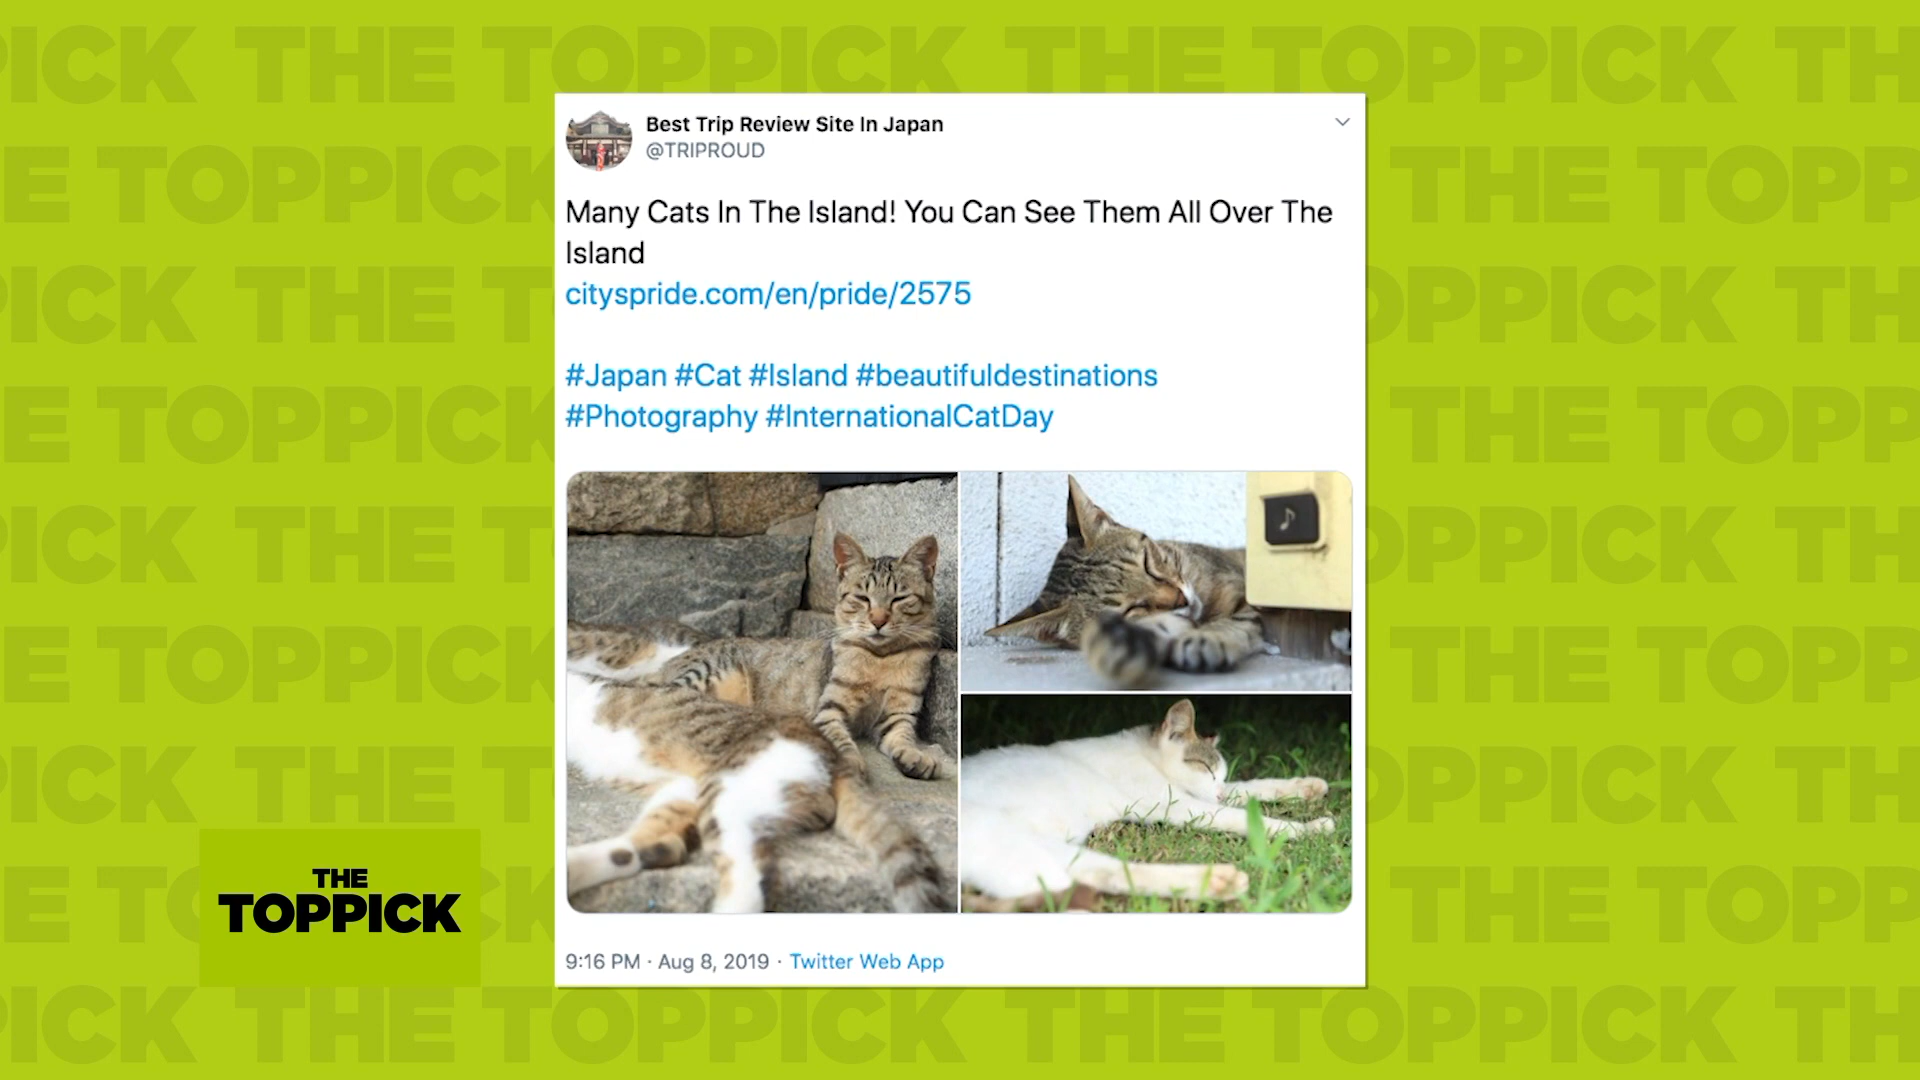 THE TOPPICK
Best Trip Review Site In Japan
@TRIPROUD
Many Cats In The Island! You Can See Them All Over The
Island
cityspride.com/en/pride/2575
#Japan #Cat #Island #beautifuldestinations
#Photography #InternationalCatDay
9:16 PM · Aug 8, 2019 · Twitter Web App
THE
TOPPICK